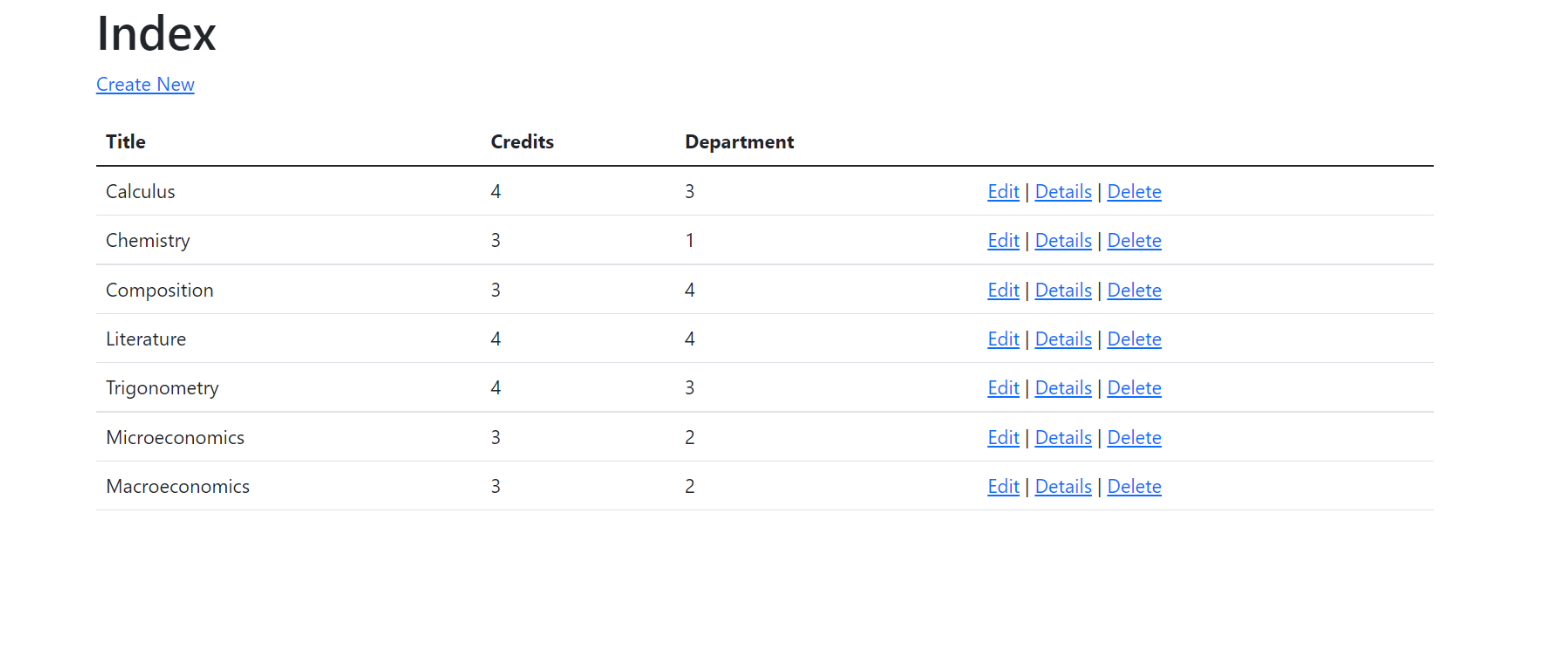 Index
Create New
Title Credits Department
Calculus 4 3 Edit | Details | Delete
Chemistry 3 1 Edit | Details | Delete
Composition 3 4 Edit | Details | Delete
Literature 4 4 Edit | Details | Delete
Trigonometry 4 3 Edit | Details | Delete
Microeconomics 3 2 Edit | Details | Delete
Macroeconomics 3 2 Edit | Details | Delete